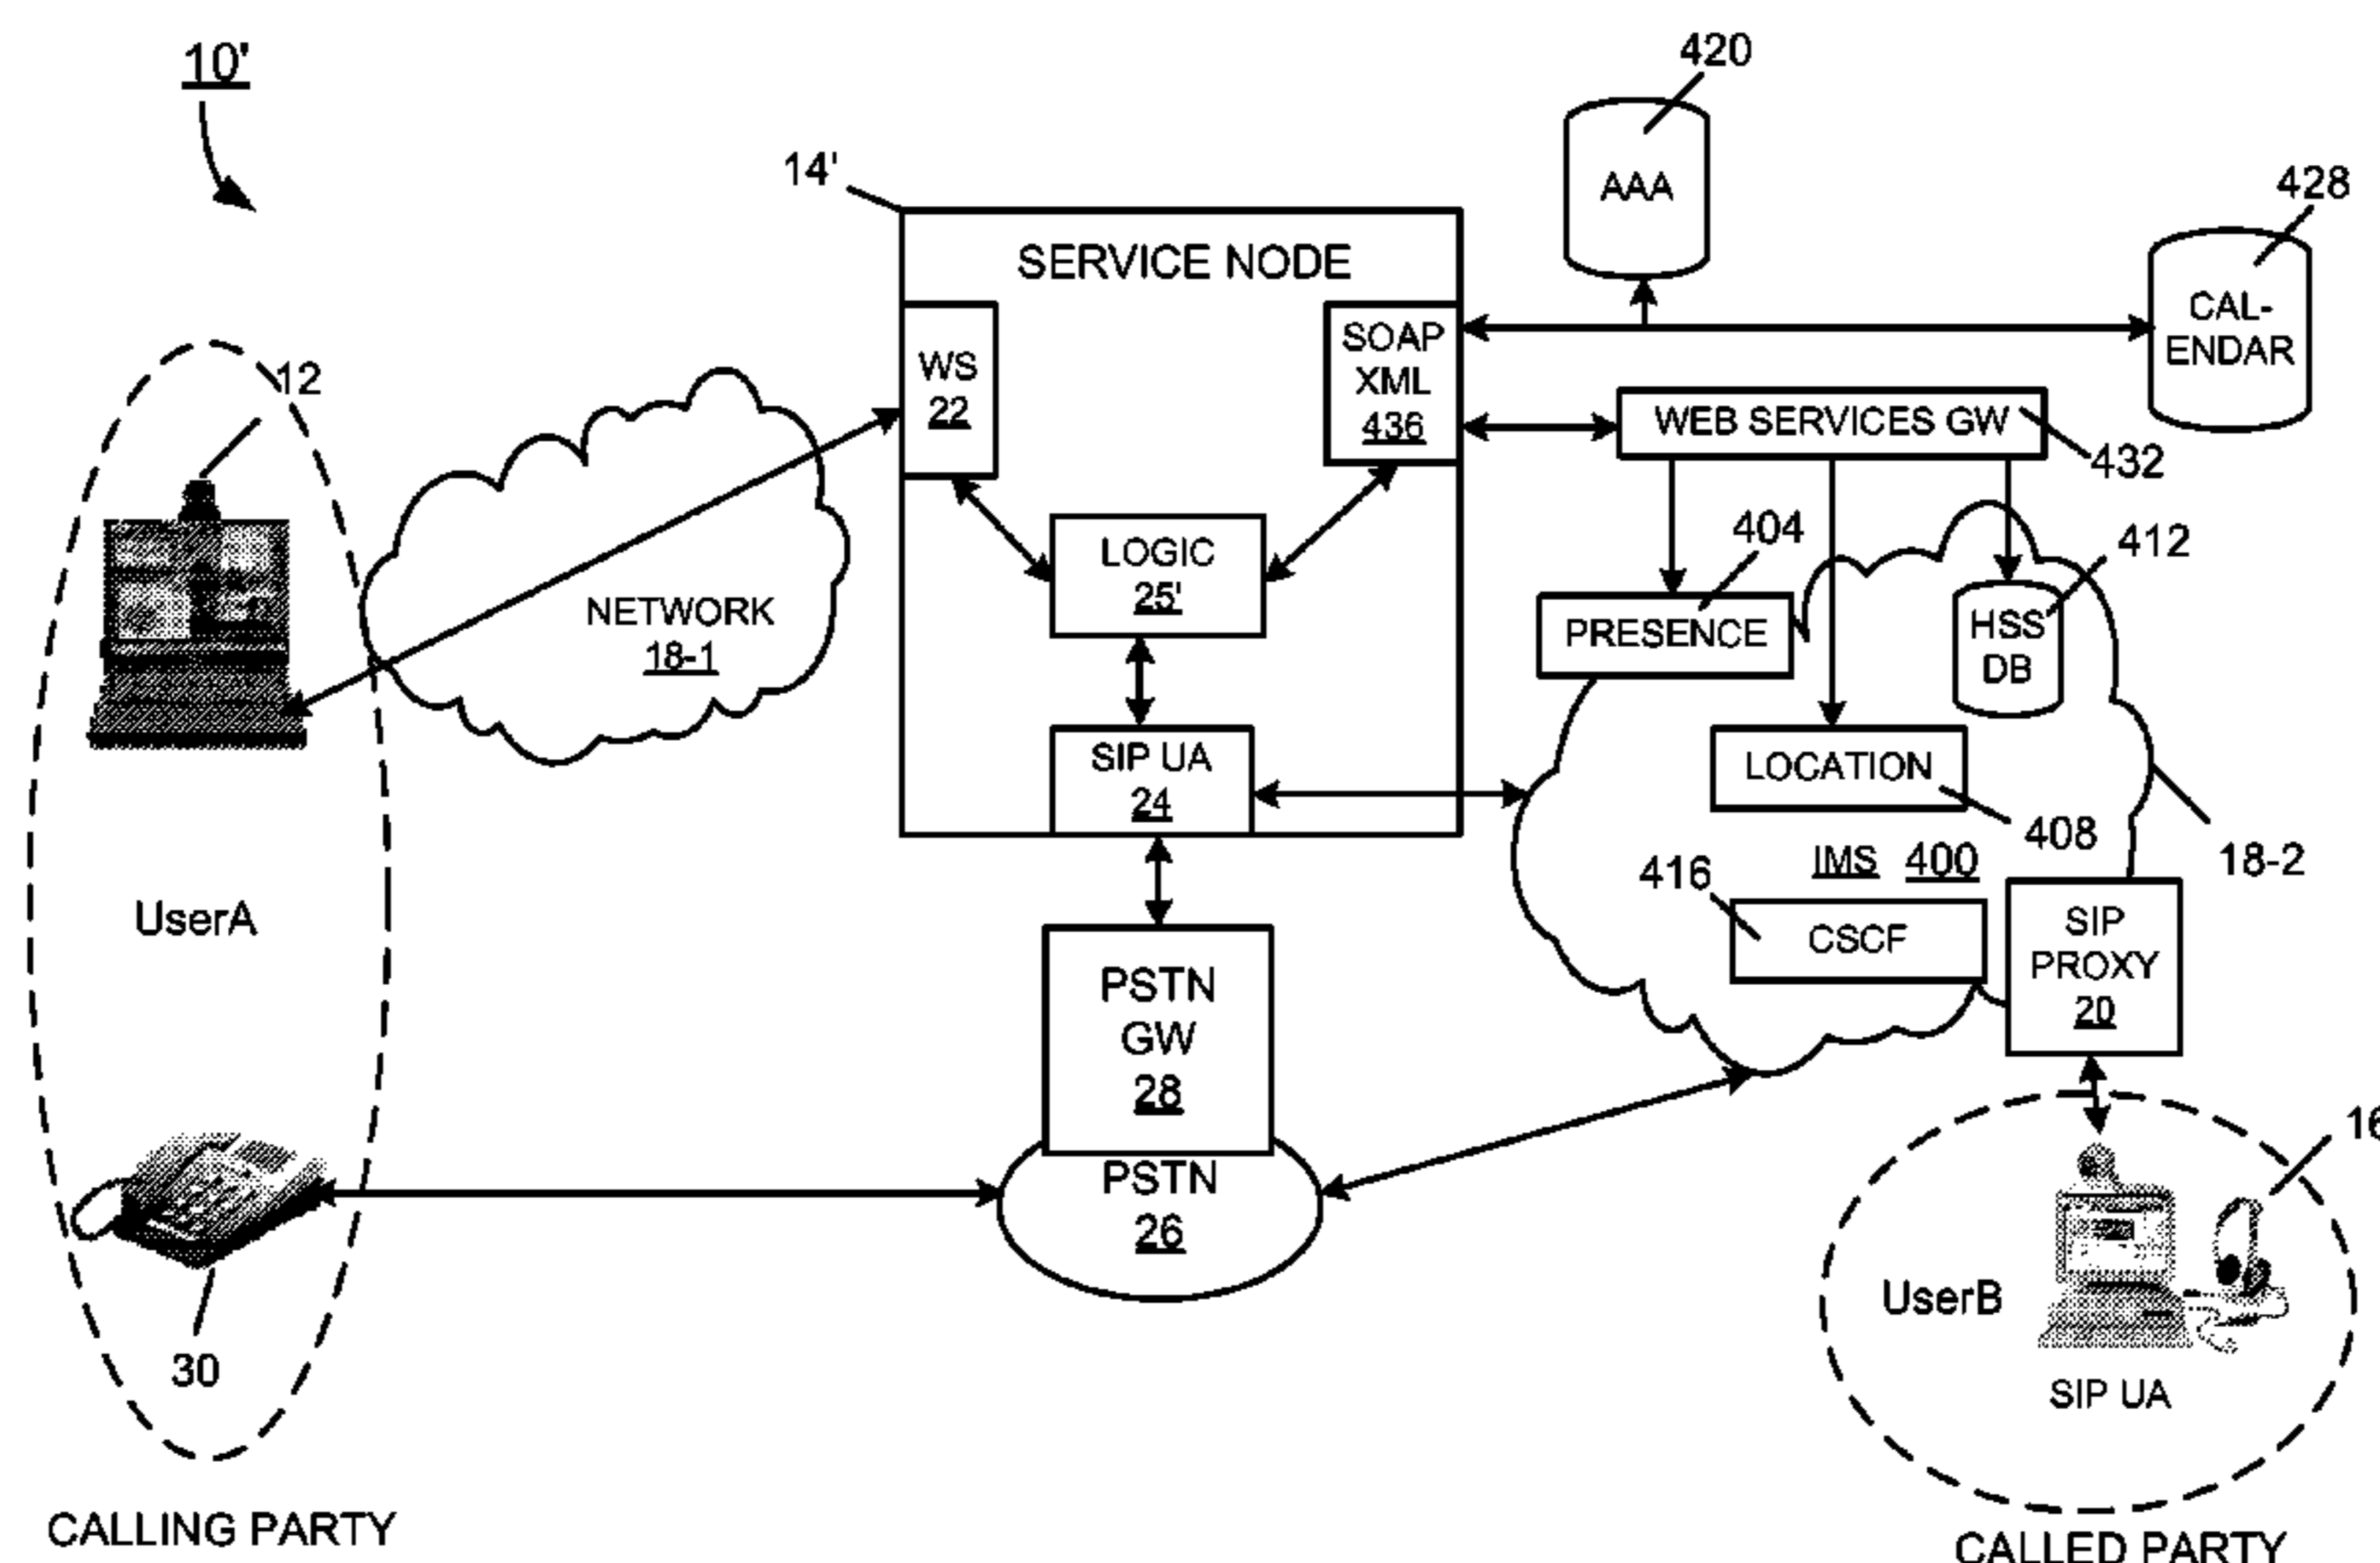 10'
420
14'
AAA
428
SERVICE NODE
CAL-
ENDAR
12
WS
22
SOAP
XML
436
WEB SERVICES GW
432
404
412
LOGIC
25'
NETWORK
18-1
PRESENCE
HSS
DB
SIP UA
24
LOCATION
408
18-2
IMS 400
416
CSCF
SIP
PROXY
20
UserA
PSTN
GW
28
16
PSTN
26
UserB
30
SIP UA
CALLING PARTY
CALLED PARTY